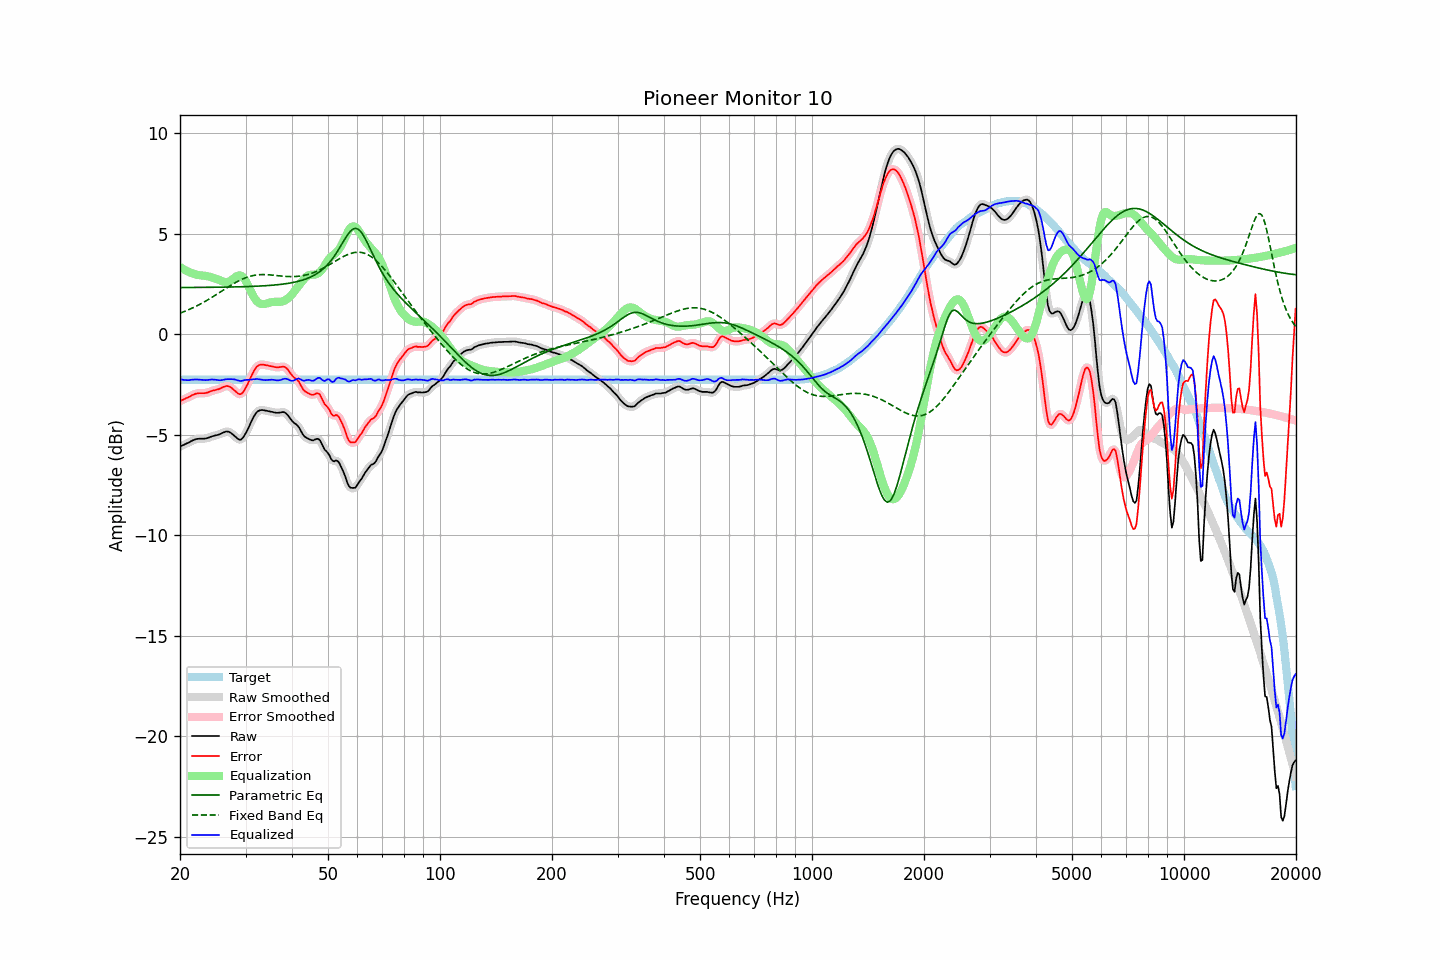 Pioneer Monitor 10
10
5
0
−5
−10
−15
−20
−25
Amplitude (dBr)
Target
Raw Smoothed
Error Smoothed
Raw
Error
Equalization
Parametric Eq
Fixed Band Eq
Equalized
20 50 100 200 500 1000 2000 5000 10000 20000
Frequency (Hz)